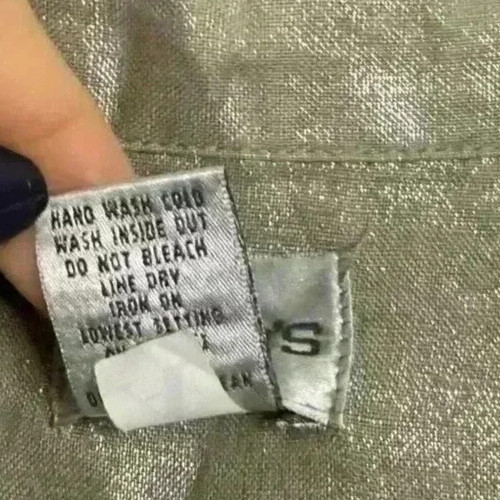 HAND WASH COLD
WASH INSIDE OUT
DO NOT BLEACH
LINE DRY
IRON ON
LOWEST SETTING
'S